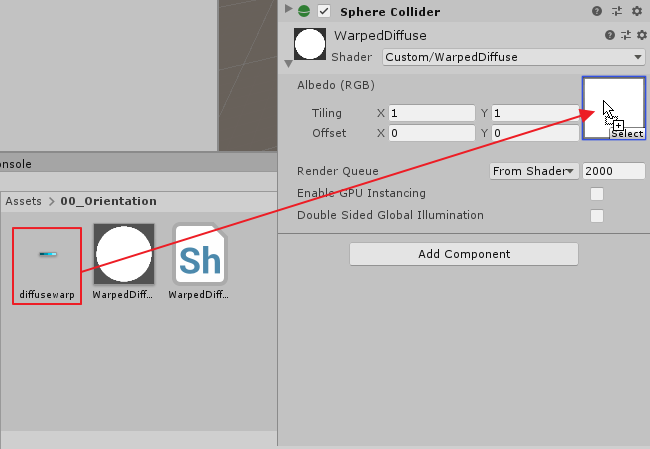 Sphere Collider
WarpedDiffuse
Shader Custom/WarpedDiffuse
Albedo (RGB)
Tiling X 1 Y 1
Offset X 0 Y 0
Select
Render Queue From Shader 2000
Enable GPU Instancing
Double Sided Global Illumination
Add Component
onsole
Assets > 00_Orientation
Sh
diffusewarp WarpedDiff... WarpedDiff...